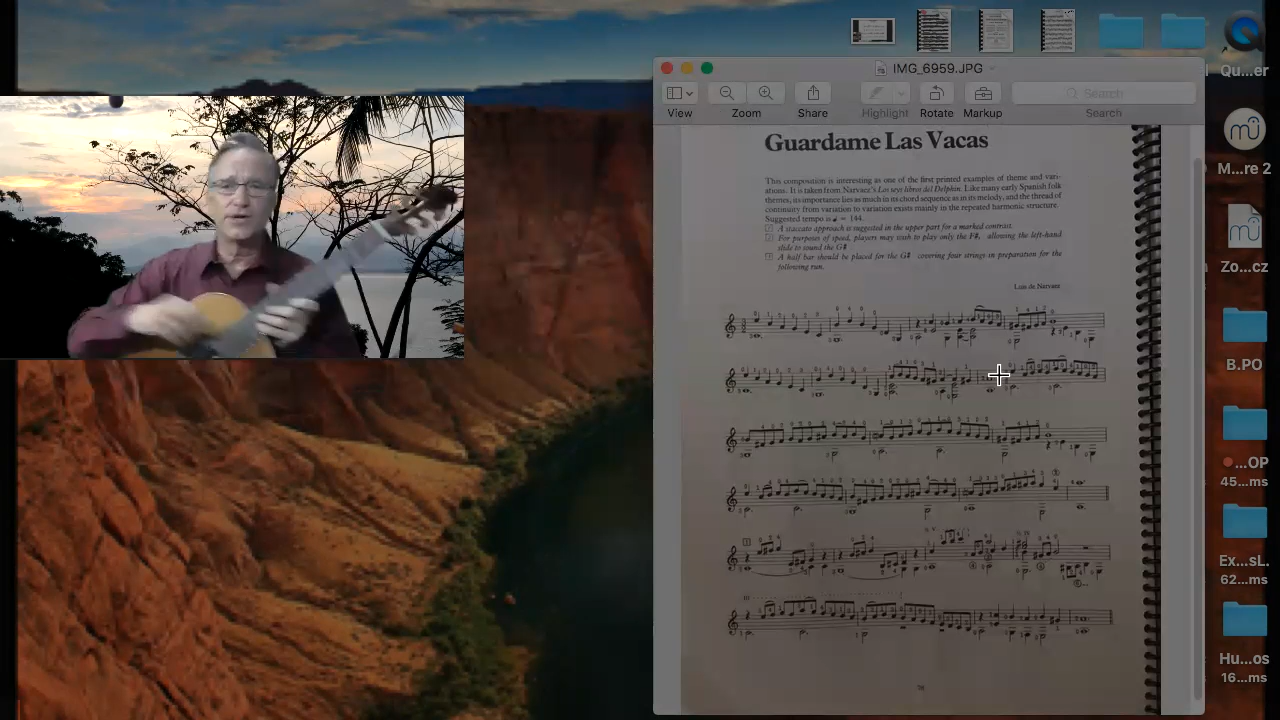 IMG_6959.JPG
View
Zoom
Share
Highlight
Rotate
Markup
Search
Search
Guardame Las Vacas
This composition is interesting as one of the first printed examples of theme and vari-
ations. It is taken from Narvaez's Los seys libros del Delphin. Like many early Spanish folk
themes, its importance lies as much in its chord sequence as in its melody, and the thread of
continuity from variation to variation exists mainly in the repeated harmonic structure.
Suggested tempo is ♩ = 144.
A staccato approach is suggested in the upper part for a marked contrast.
For purposes of speed, players may wish to play only the F♯, allowing the left-hand
slide to sound the G♯
A half bar should be placed for the G♯ covering four strings in preparation for the
following run.
Luis de Narvaez
Qu...er
M...re 2
Zo...cz
B.PO
...OP
45...ms
Ex...sL.
62...ms
Hu...os
16...ms